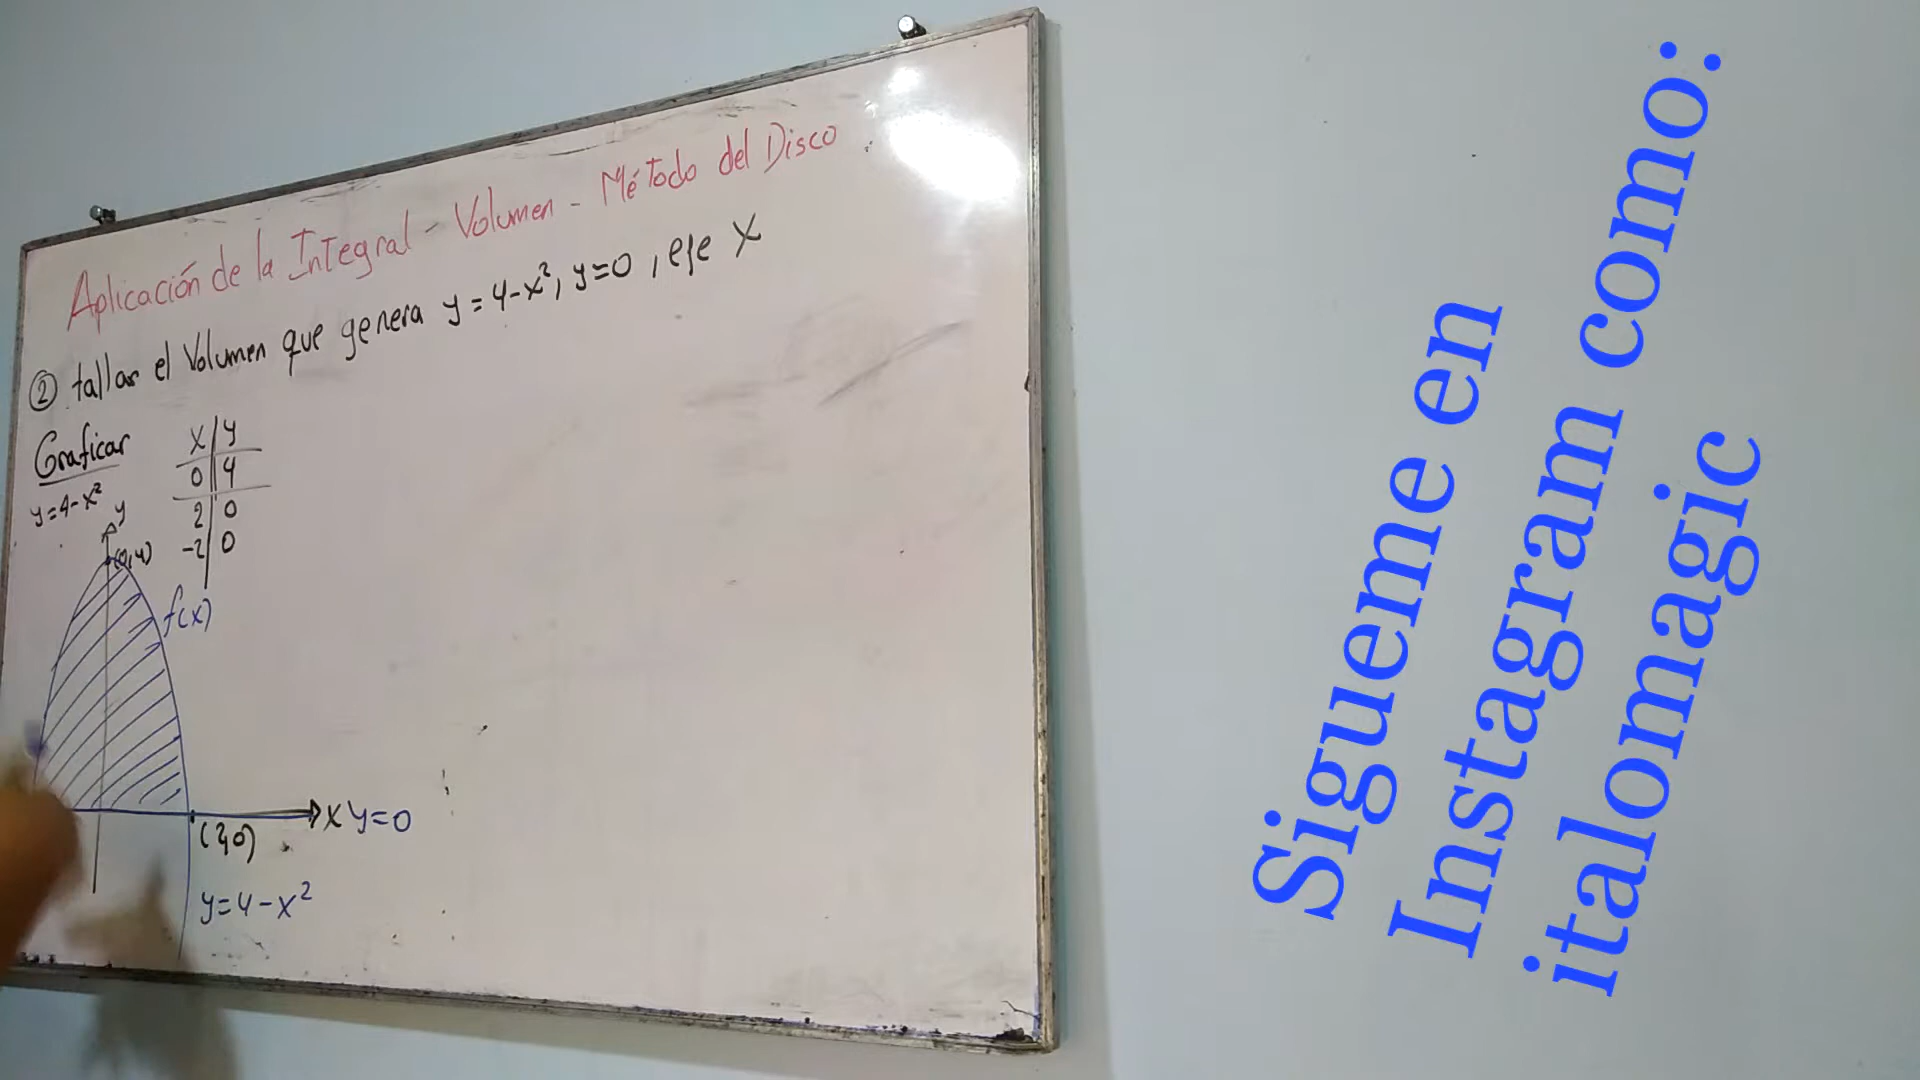 Aplicación de la Integral - Volumen - Método del Disco
② tallar el Volumen que genera y = 4-x², y=0, eje X
Graficar
y=4-x²
x | y
0 | 4
2 | 0
-2 | 0
y
(0,4)
f(x)
x y=0
(2,0)
y=4-x²
Sigueme en
Instagram como:
italomagic